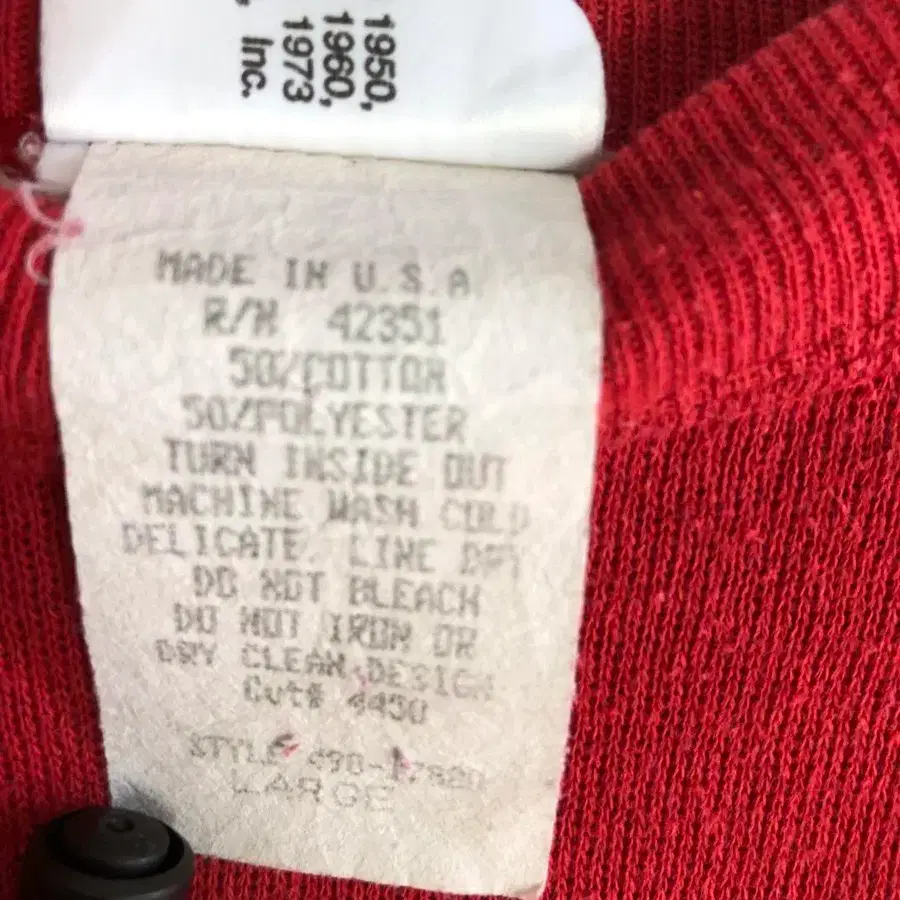 1950,
1960,
1973
Inc.
MADE IN U.S.A
R/N 42351
50%COTTON
50%POLYESTER
TURN INSIDE OUT
MACHINE WASH COLD
DELICATE. LINE DRY
DO NOT BLEACH
DO NOT IRON OR
DRY CLEAN DESIGN
Cut# 4450
STYLE
LARGE